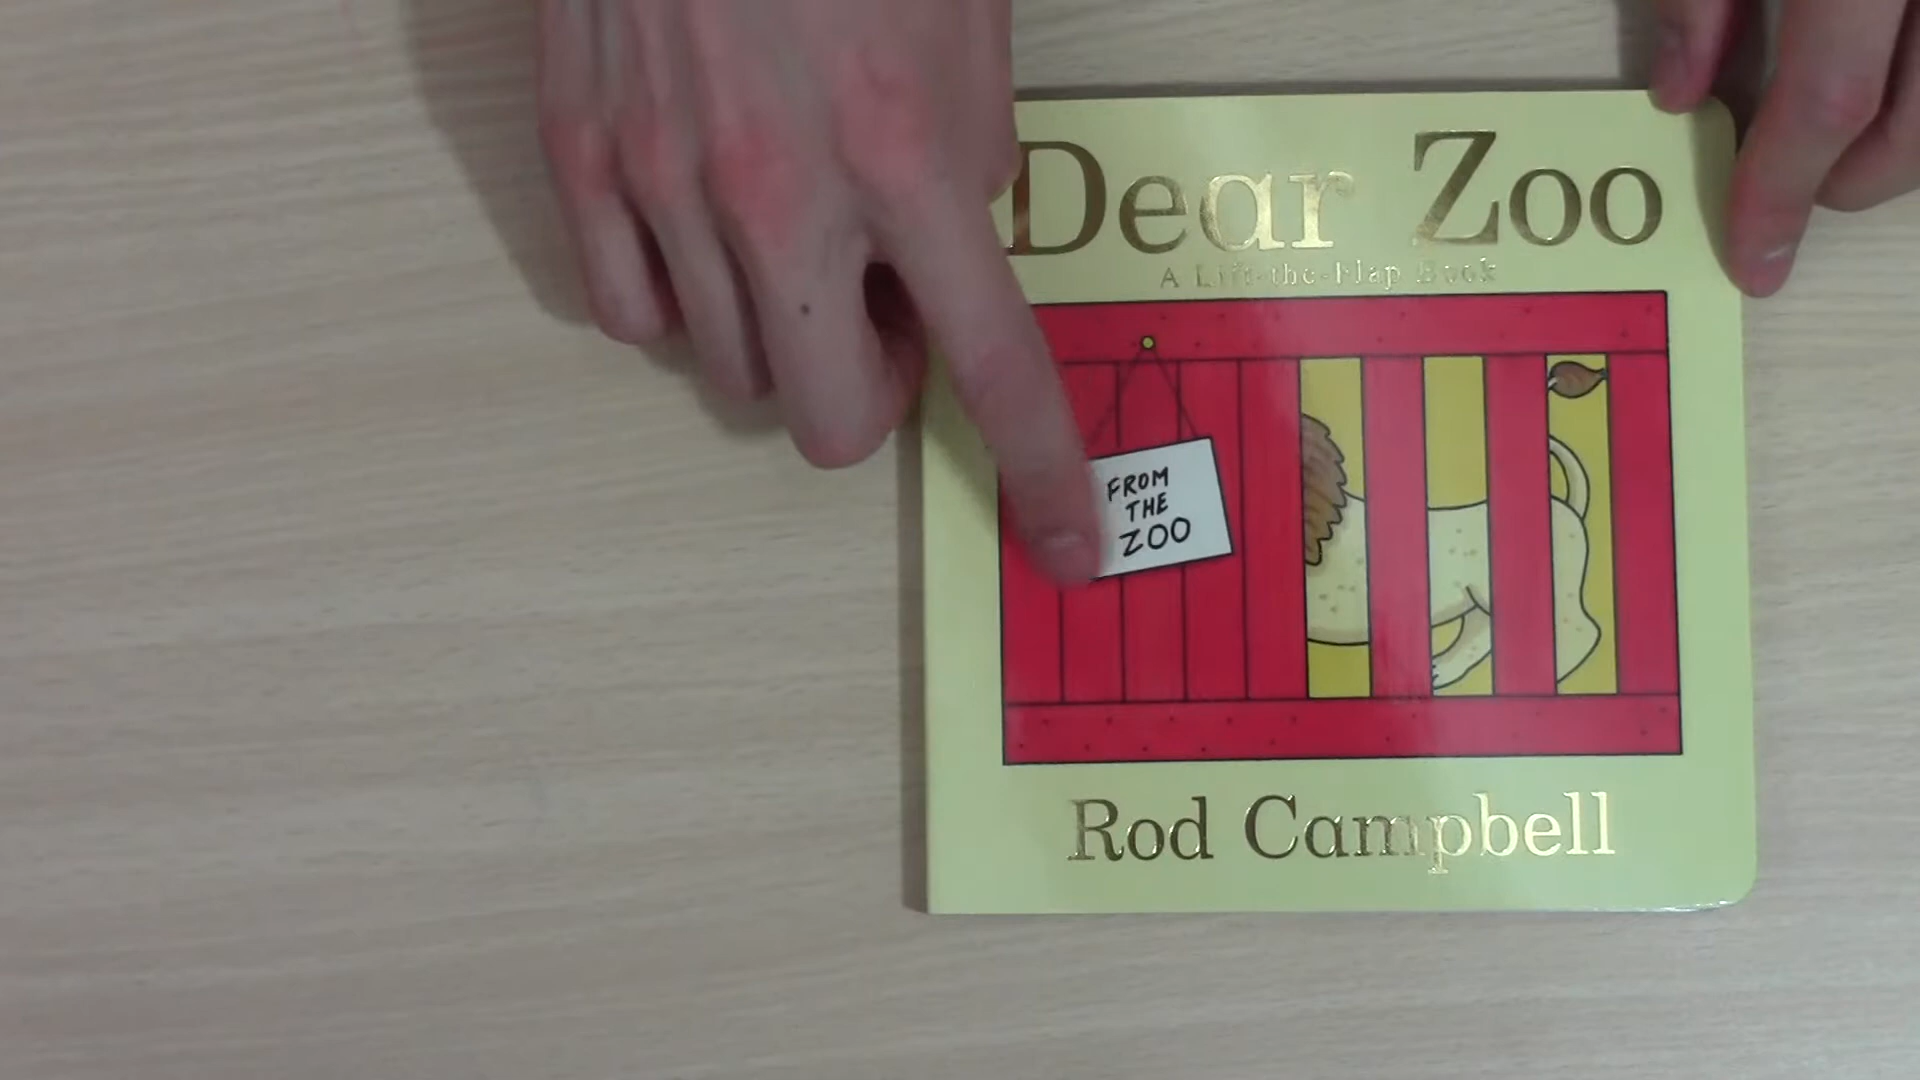 Dear Zoo
A Lift-the-Flap Book
FROM
THE
ZOO
Rod Campbell